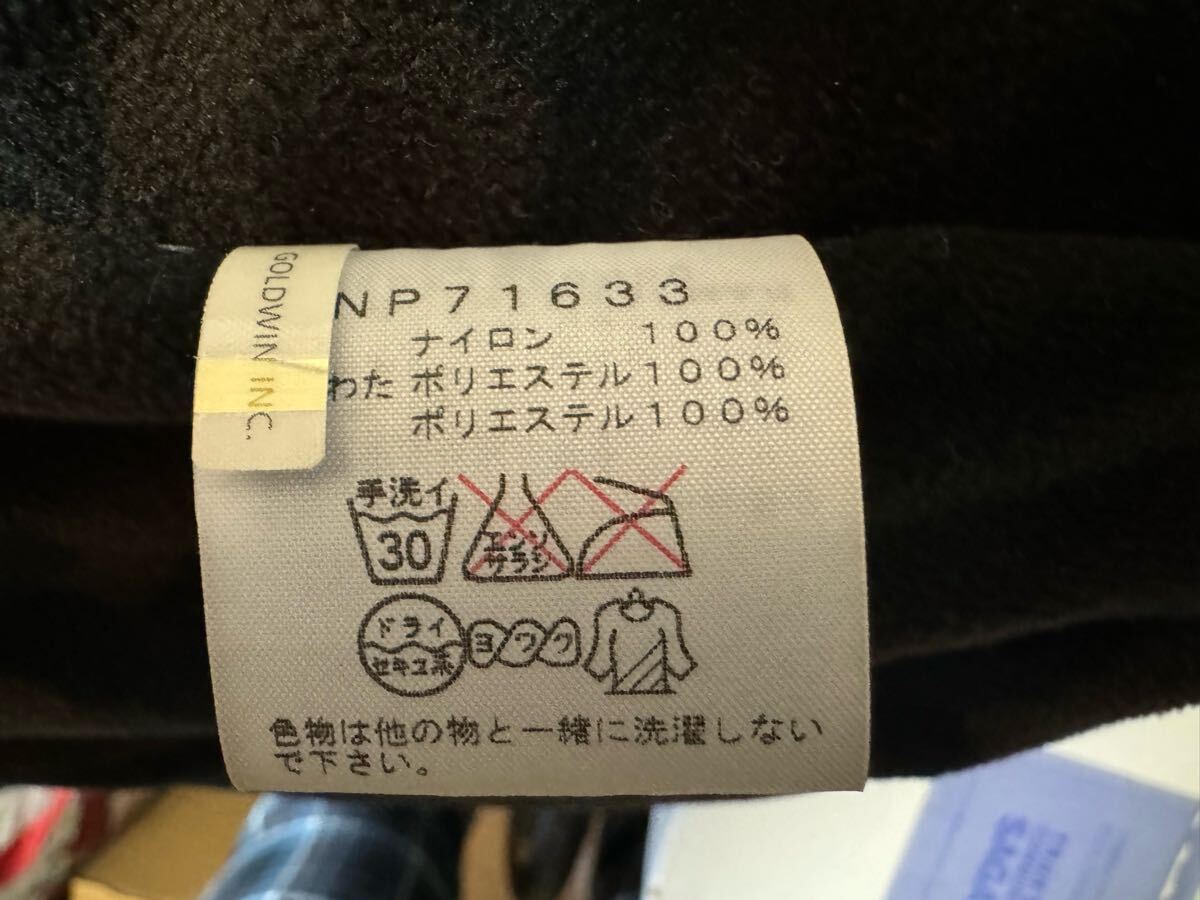 GOLDWIN INC.
NP71633
ナイロン 100%
わた ポリエステル100%
ポリエステル100%
手洗イ
30
エンソ
サラシ
ドライ
セキユ系
ヨワク
色物は他の物と一緒に洗濯しない
で下さい。